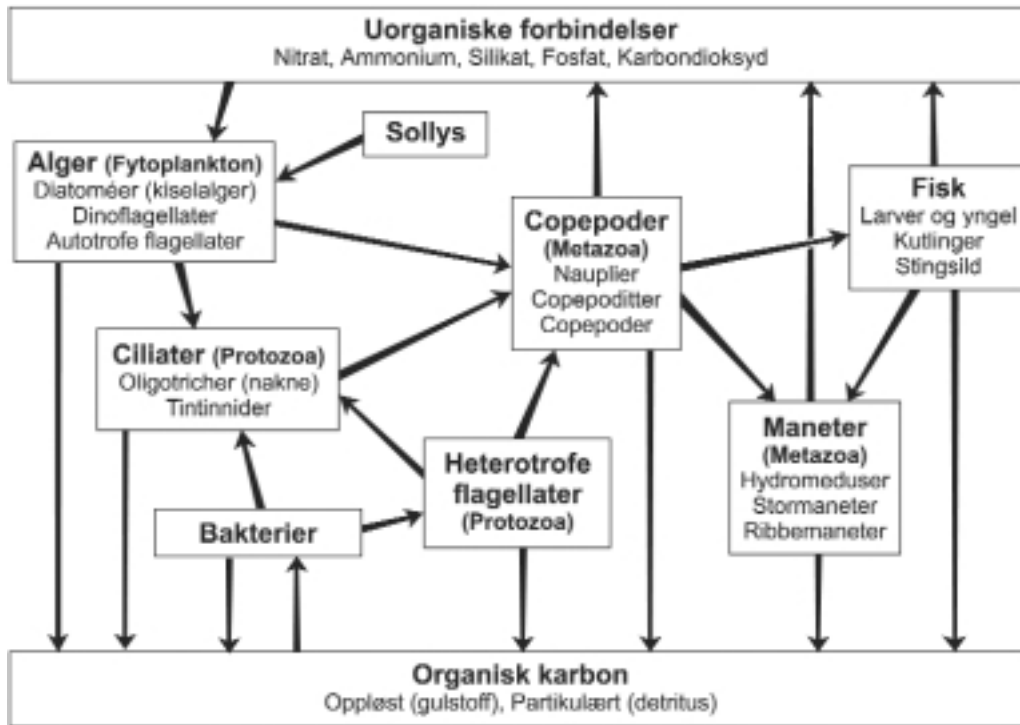 Uorganiske forbindelser
Nitrat, Ammonium, Silikat, Fosfat, Karbondioksyd
Sollys
Alger (Fytoplankton)
Diatoméer (kiselalger)
Dinoflagellater
Autotrofe flagellater
Copepoder
(Metazoa)
Nauplier
Copepoditter
Copepoder
Fisk
Larver og yngel
Kutlinger
Stingsild
Ciliater (Protozoa)
Oligotricher (nakne)
Tintinnider
Maneter
(Metazoa)
Hydromeduser
Stormaneter
Ribbemaneter
Heterotrofe
flagellater
(Protozoa)
Bakterier
Organisk karbon
Oppløst (gulstoff), Partikulært (detritus)